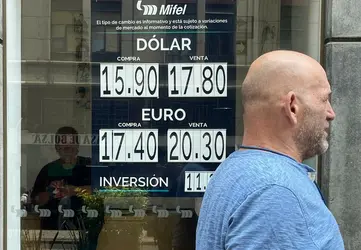 Mifel
El tipo de cambio es informativo y está sujeto a variaciones
de mercado al momento de la cotización.
DÓLAR
COMPRA VENTA
15.90 17.80
EURO
COMPRA VENTA
17.40 20.30
INVERSIÓN